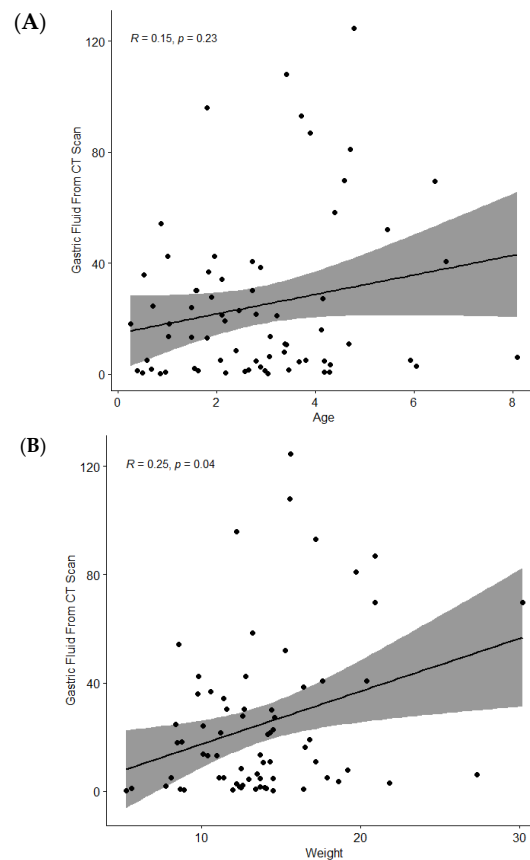 (A)
R = 0.15, p = 0.23
120
80
40
0
Gastric Fluid From CT Scan
0 2 4 6 8
Age
(B)
R = 0.25, p = 0.04
120
80
40
0
Gastric Fluid From CT Scan
10 20 30
Weight